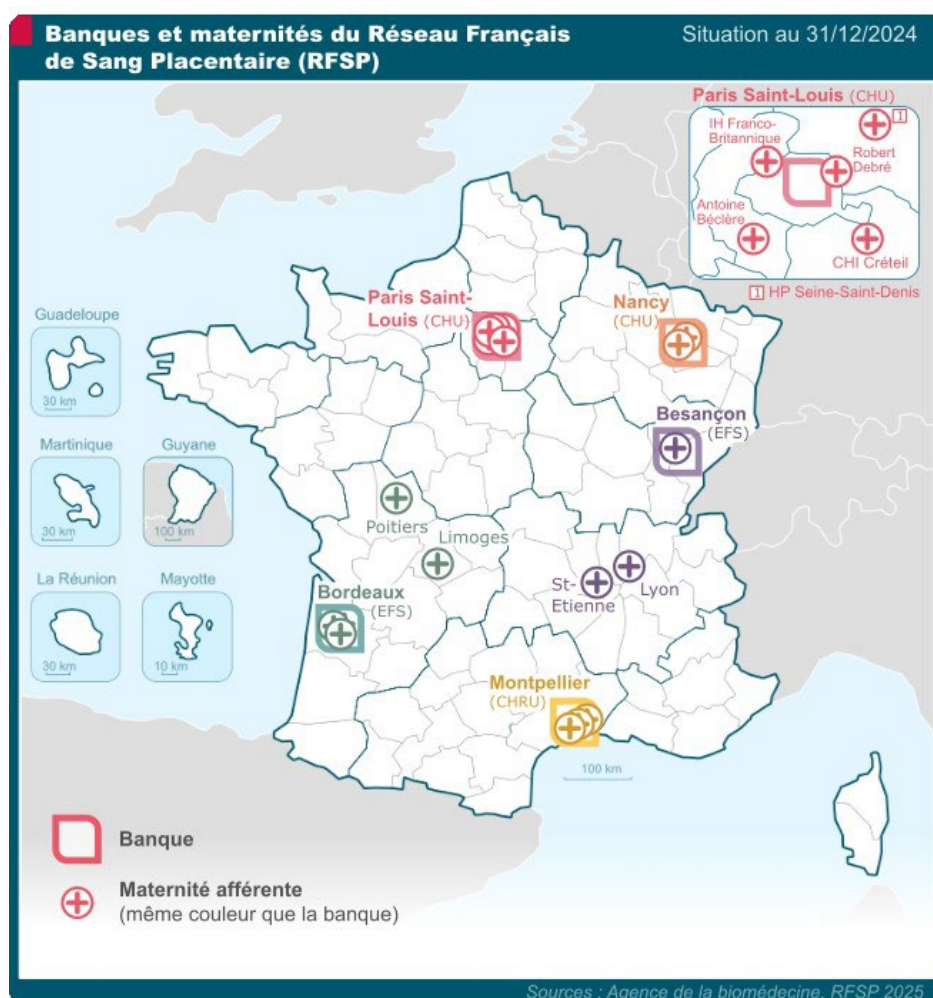 Banques et maternités du Réseau Français
de Sang Placentaire (RFSP)
Situation au 31/12/2024
Paris Saint-Louis (CHU)
IH Franco-
Britannique
1
Robert
Debré
Antoine
Béclère
CHI Créteil
1 HP Seine-Saint-Denis
Paris Saint-
Louis (CHU)
Nancy
(CHU)
Guadeloupe
30 km
Besançon
(EFS)
Martinique
30 km
Guyane
100 km
Poitiers
Limoges
La Réunion
30 km
Mayotte
10 km
Bordeaux
(EFS)
St-
Etienne
Lyon
Montpellier
(CHRU)
100 km
Banque
Maternité afférente
(même couleur que la banque)
Sources : Agence de la biomédecine, RFSP 2025